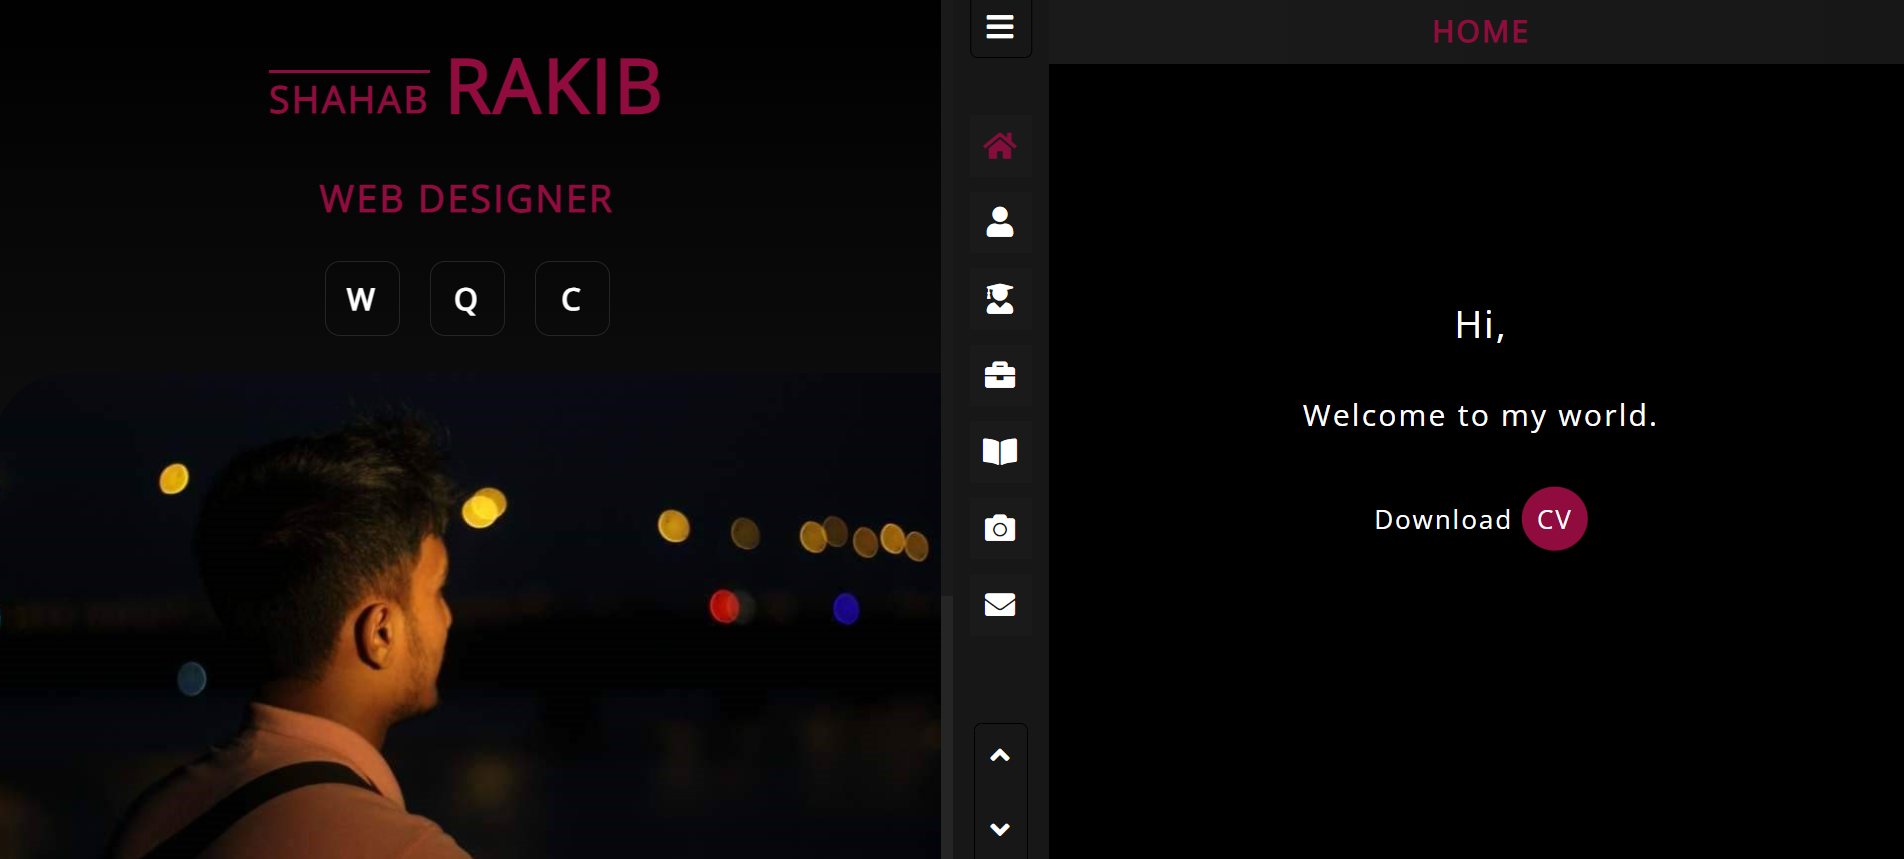 SHAHAB RAKIB
WEB DESIGNER
W Q C
HOME
Hi,
Welcome to my world.
Download CV